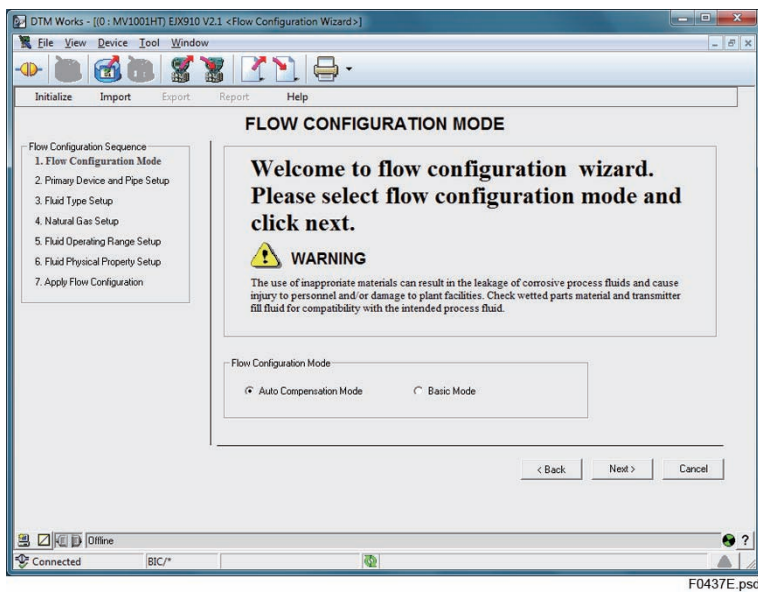 DTM Works - [(0 : MV1001HT) EJX910 V2.1 <Flow Configuration Wizard>]
File View Device Tool Window
Initialize Import Export Report Help
FLOW CONFIGURATION MODE
Flow Configuration Sequence
1. Flow Configuration Mode
2. Primary Device and Pipe Setup
3. Fluid Type Setup
4. Natural Gas Setup
5. Fluid Operating Range Setup
6. Fluid Physical Property Setup
7. Apply Flow Configuration
Welcome to flow configuration wizard.
Please select flow configuration mode and
click next.
WARNING
The use of inapproriate materials can result in the leakage of corrosive process fluids and cause
injury to personnel and/or damage to plant facilities. Check wetted parts material and transmitter
fill fluid for compatibility with the intended process fluid.
Flow Configuration Mode
Auto Compensation Mode Basic Mode
< Back Next > Cancel
Offline
Connected BIC/*
F0437E.psd